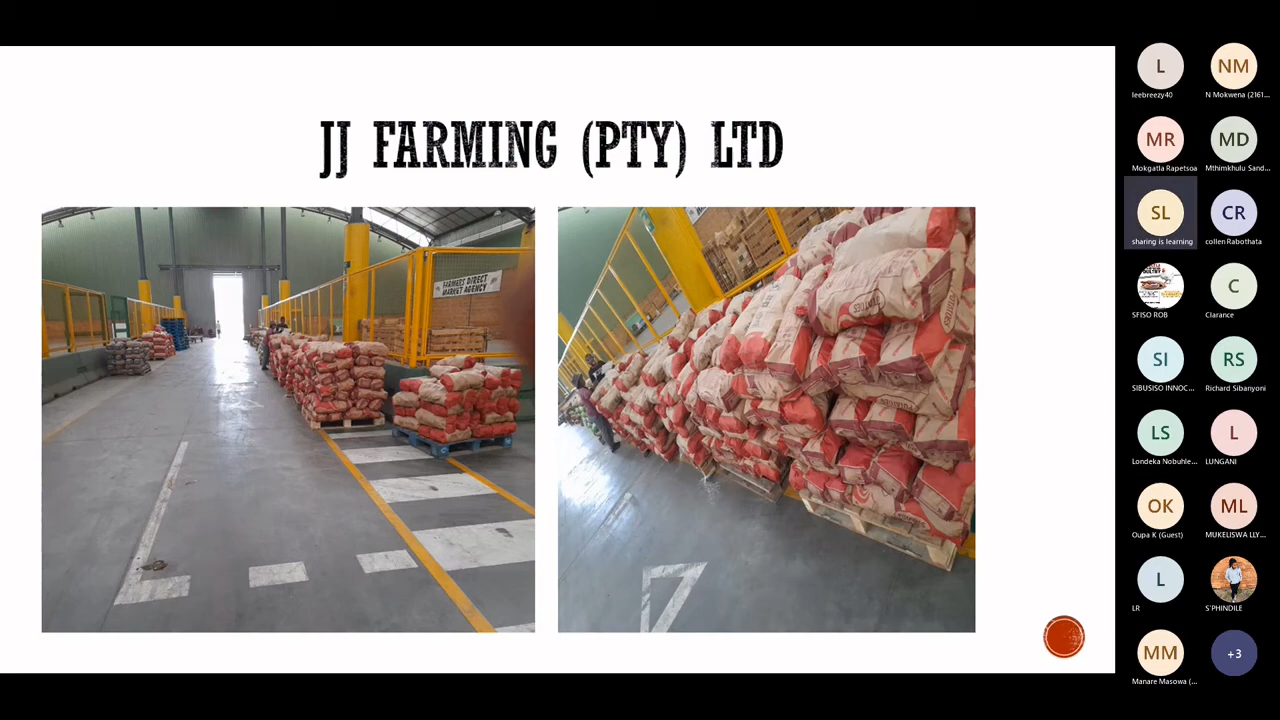 JJ FARMING (PTY) LTD
FARMERS DIRECT
MARKET AGENCY
L
leebreezy40
NM
N Mokwena (2161...
MR
Mokgatla Rapetsoa
MD
Mthimkhulu Sand...
SL
sharing is learning
CR
collen Rabothata
SFISO ROB
C
Clarance
SI
SIBUSISO INNOC...
RS
Richard Sibanyoni
LS
Londeka Nobuhle...
L
LUNGANI
OK
Oupa K (Guest)
ML
MUKELISWA LLY...
L
LR
S'PHINDILE
MM
Manare Masowa (...
+3